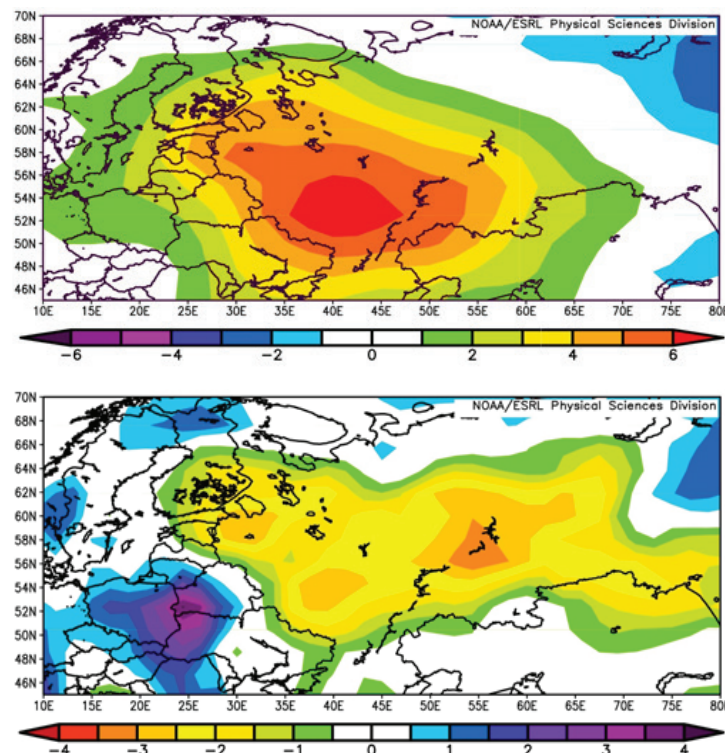 70N
NOAA/ESRL Physical Sciences Division
68N
66N
64N
62N
60N
58N
56N
54N
52N
50N
48N
46N
10E 15E 20E 25E 30E 35E 40E 45E 50E 55E 60E 65E 70E 75E 80E
-6 -4 -2 0 2 4 6
70N
NOAA/ESRL Physical Sciences Division
68N
66N
64N
62N
60N
58N
56N
54N
52N
50N
48N
46N
10E 15E 20E 25E 30E 35E 40E 45E 50E 55E 60E 65E 70E 75E 80E
-4 -3 -2 -1 0 1 2 3 4